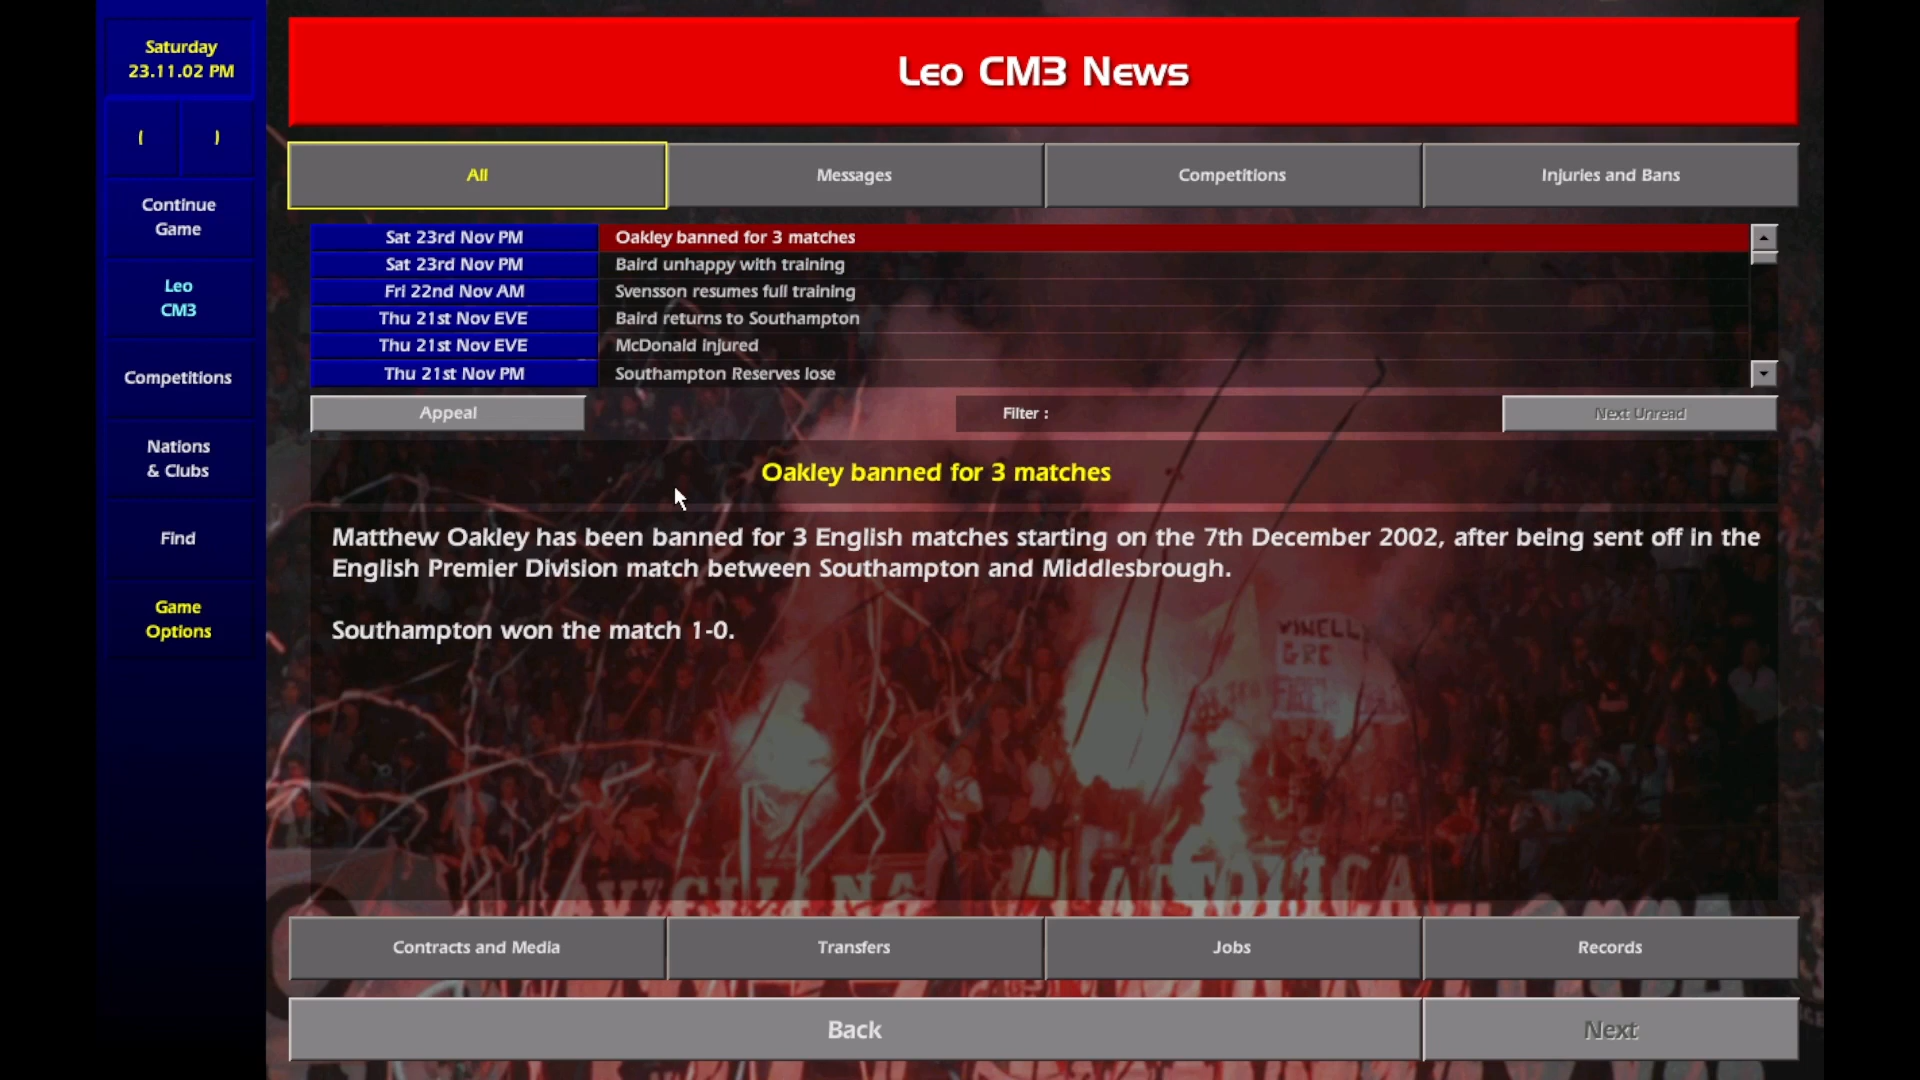 Saturday
23.11.02 PM
Continue
Game
Leo
CM3
Competitions
Nations
& Clubs
Find
Game
Options
Leo CM3 News
All
Messages
Competitions
Injuries and Bans
Sat 23rd Nov PM Oakley banned for 3 matches
Sat 23rd Nov PM Baird unhappy with training
Fri 22nd Nov AM Svensson resumes full training
Thu 21st Nov EVE Baird returns to Southampton
Thu 21st Nov EVE McDonald injured
Thu 21st Nov PM Southampton Reserves lose
Appeal
Filter :
Next Unread
Oakley banned for 3 matches
Matthew Oakley has been banned for 3 English matches starting on the 7th December 2002, after being sent off in the
English Premier Division match between Southampton and Middlesbrough.
Southampton won the match 1-0.
Contracts and Media
Transfers
Jobs
Records
Back
Next